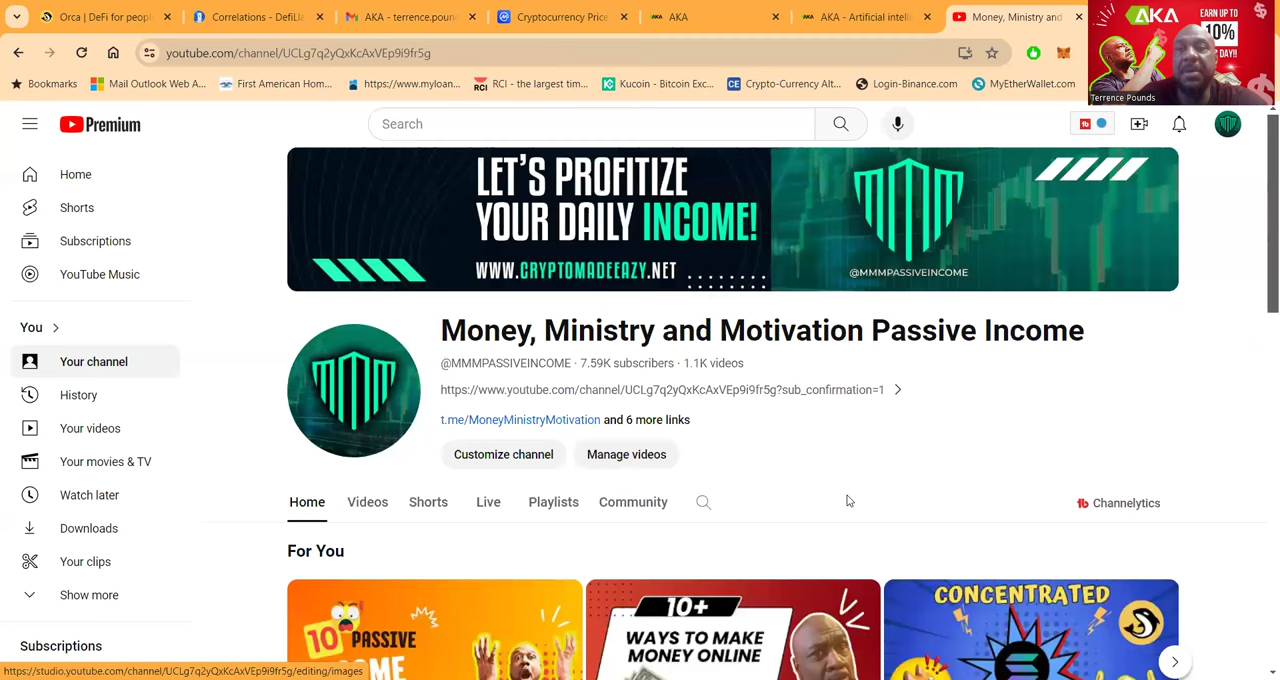 Orca | DeFi for peopl
Correlations - DefiLla
AKA - terrence.pounc
Cryptocurrency Price
AKA
AKA - Artificial intelli
Money, Ministry and
youtube.com/channel/UCLg7q2yQxKcAxVEp9i9fr5g
Bookmarks
Mail Outlook Web A...
First American Hom...
https://www.myloan...
RCI - the largest tim...
Kucoin - Bitcoin Exc...
Crypto-Currency Alt...
Login-Binance.com
MyEtherWallet.com
AKA
EARN UP TO
10%
DAY!!
Terrence Pounds
Premium
Search
Home
Shorts
Subscriptions
YouTube Music
You
Your channel
History
Your videos
Your movies & TV
Watch later
Downloads
Your clips
Show more
Subscriptions
LET'S PROFITIZE
YOUR DAILY INCOME!
WWW.CRYPTOMADEEAZY.NET
@MMMPASSIVEINCOME
Money, Ministry and Motivation Passive Income
@MMMPASSIVEINCOME · 7.59K subscribers · 1.1K videos
https://www.youtube.com/channel/UCLg7q2yQxKcAxVEp9i9fr5g?sub_confirmation=1
t.me/MoneyMinistryMotivation and 6 more links
Customize channel
Manage videos
Home
Videos
Shorts
Live
Playlists
Community
Channelytics
For You
10 PASSIVE
10+
WAYS TO MAKE
MONEY ONLINE
CONCENTRATED
https://studio.youtube.com/channel/UCLg7q2yQxKcAxVEp9i9fr5g/editing/images